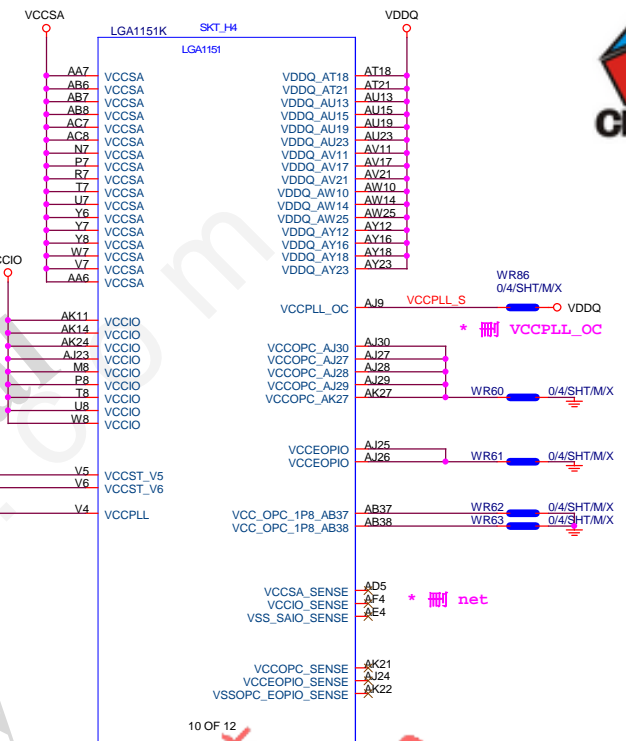 VCCSA
VDDQ
LGA1151K
SKT_H4
LGA1151
AA7 VCCSA
AB6 VCCSA
AB7 VCCSA
AB8 VCCSA
AC7 VCCSA
AC8 VCCSA
N7 VCCSA
P7 VCCSA
R7 VCCSA
T7 VCCSA
U7 VCCSA
Y6 VCCSA
Y7 VCCSA
Y8 VCCSA
W7 VCCSA
V7 VCCSA
AA6 VCCSA
VDDQ_AT18 AT18
VDDQ_AT21 AT21
VDDQ_AU13 AU13
VDDQ_AU15 AU15
VDDQ_AU19 AU19
VDDQ_AU23 AU23
VDDQ_AV11 AV11
VDDQ_AV17 AV17
VDDQ_AV21 AV21
VDDQ_AW10 AW10
VDDQ_AW14 AW14
VDDQ_AW25 AW25
VDDQ_AY12 AY12
VDDQ_AY16 AY16
VDDQ_AY18 AY18
VDDQ_AY23 AY23
CCIO
AK11 VCCIO
AK14 VCCIO
AK24 VCCIO
AJ23 VCCIO
M8 VCCIO
P8 VCCIO
T8 VCCIO
U8 VCCIO
W8 VCCIO
V5 VCCST_V5
V6 VCCST_V6
V4 VCCPLL
WR86
0/4/SHT/M/X
VCCPLL_OC AJ9 VCCPLL_S VDDQ
* 刪 VCCPLL_OC
VCCOPC_AJ30 AJ30
VCCOPC_AJ27 AJ27
VCCOPC_AJ28 AJ28
VCCOPC_AJ29 AJ29
VCCOPC_AK27 AK27 WR60 0/4/SHT/M/X
VCCEOPIO AJ25
VCCEOPIO AJ26 WR61 0/4/SHT/M/X
VCC_OPC_1P8_AB37 AB37 WR62 0/4/SHT/M/X
VCC_OPC_1P8_AB38 AB38 WR63 0/4/SHT/M/X
VCCSA_SENSE AD5
VCCIO_SENSE AF4
VSS_SAIO_SENSE AE4
* 刪 net
VCCOPC_SENSE AK21
VCCEOPIO_SENSE AJ24
VSSOPC_EOPIO_SENSE AK22
10 OF 12